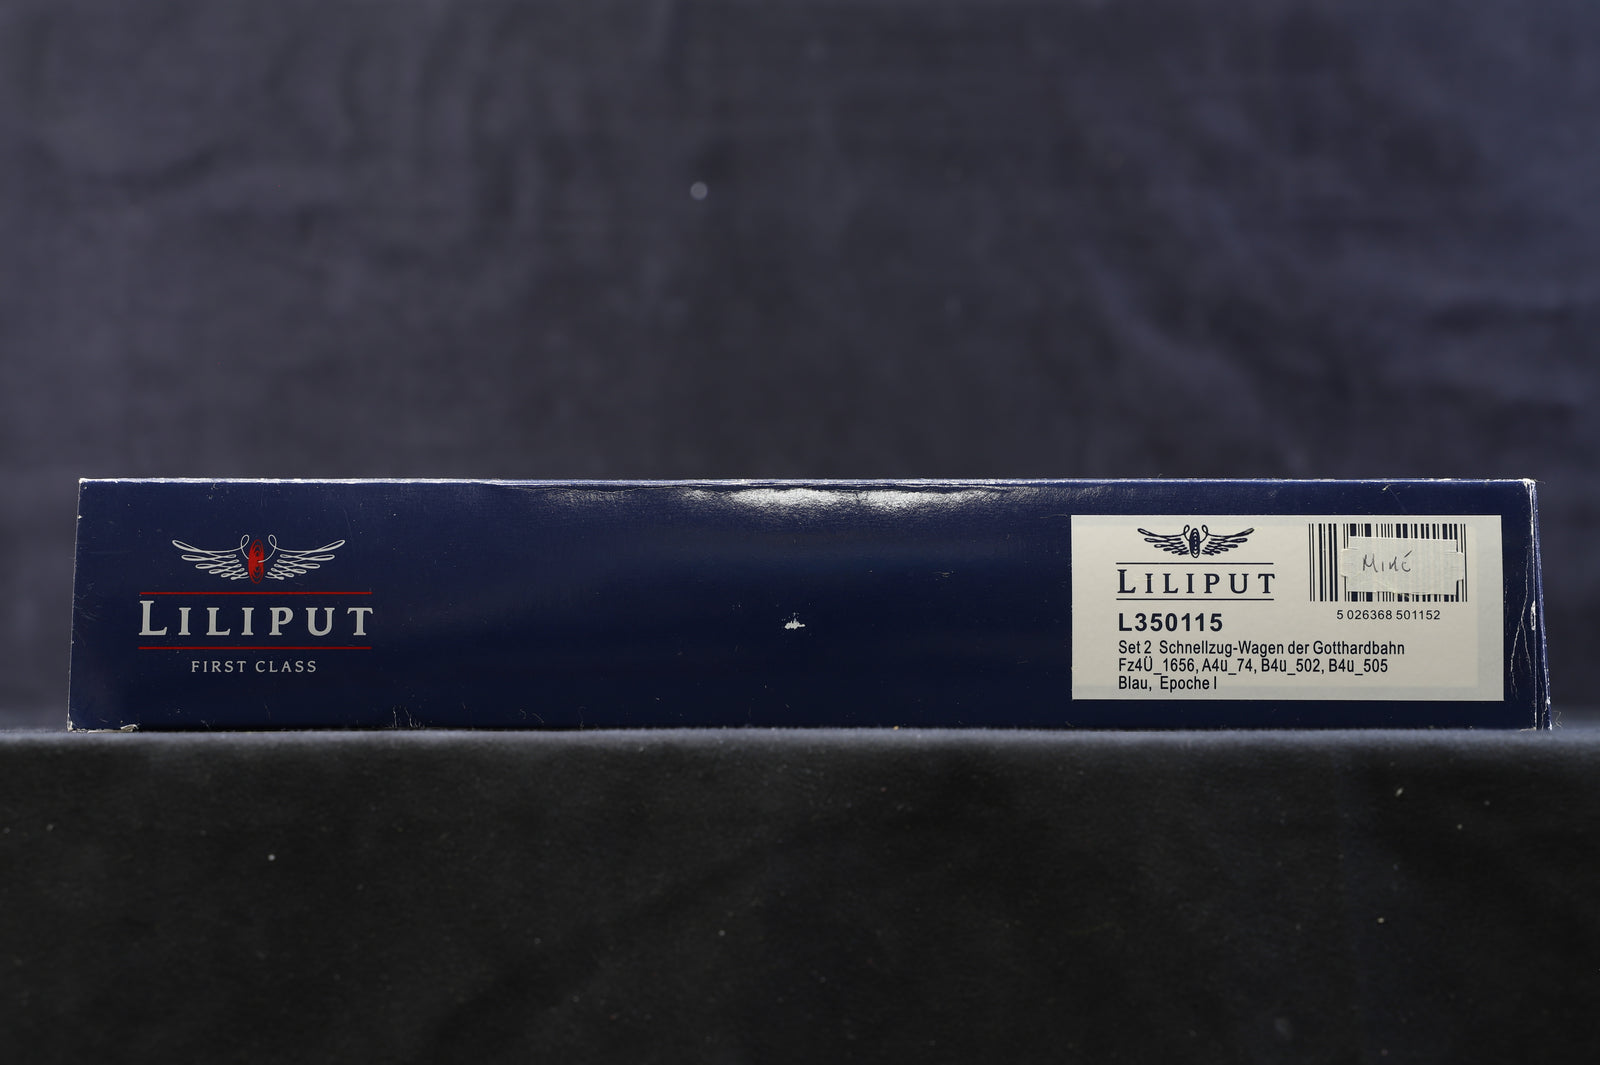 LILIPUT
FIRST CLASS
LILIPUT
L350115
Set 2 Schnellzug-Wagen der Gotthardbahn
Fz4Ü_1656, A4ü_74, B4ü_502, B4ü_505
Blau, Epoche I
5 026368 501152